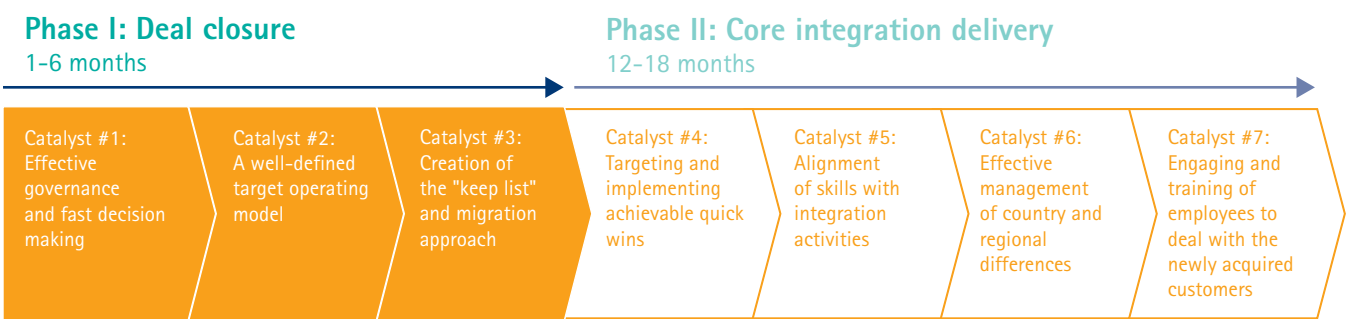 Phase I: Deal closure
1-6 months
Phase II: Core integration delivery
12-18 months
Catalyst #1:
Effective
governance
and fast decision
making
Catalyst #2:
A well-defined
target operating
model
Catalyst #3:
Creation of
the "keep list"
and migration
approach
Catalyst #4:
Targeting and
implementing
achievable quick
wins
Catalyst #5:
Alignment
of skills with
integration
activities
Catalyst #6:
Effective
management
of country and
regional
differences
Catalyst #7:
Engaging and
training of
employees to
deal with the
newly acquired
customers